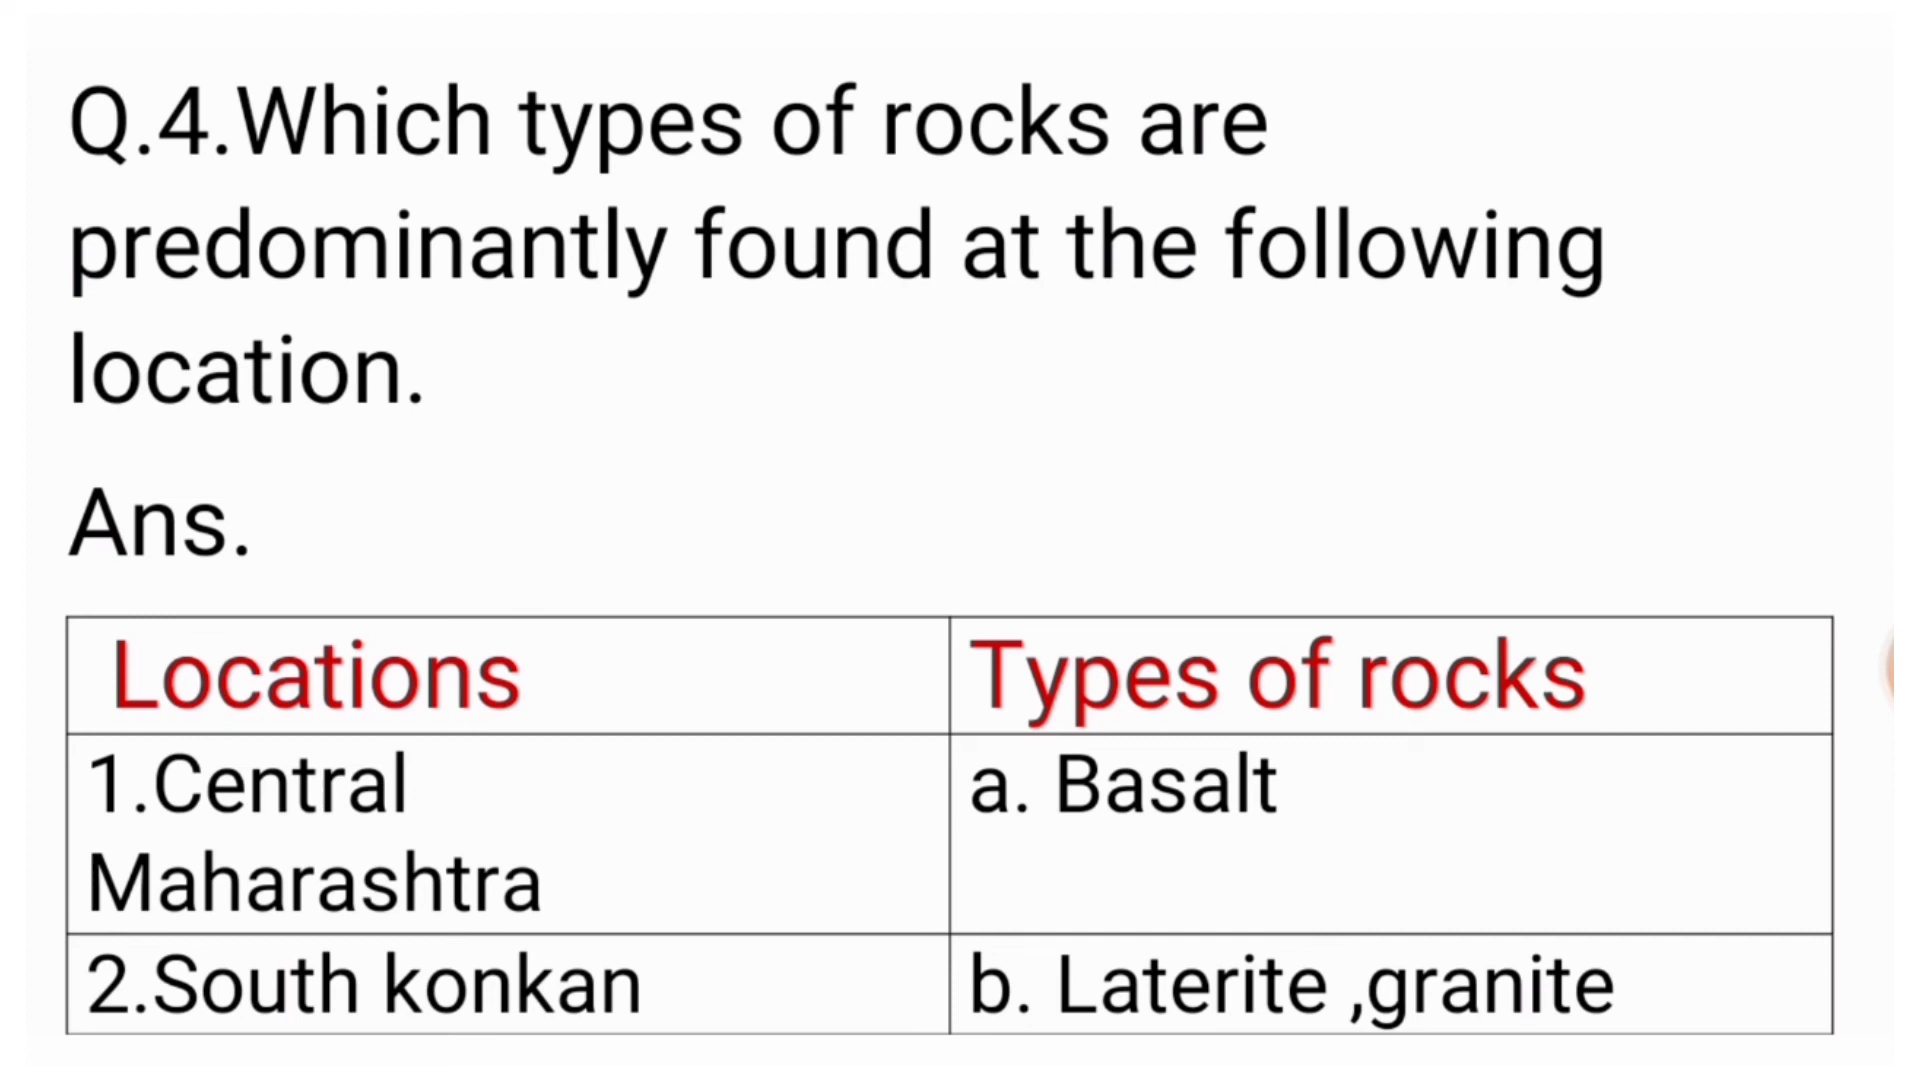 Q.4.Which types of rocks are
predominantly found at the following
location.
Ans.
Locations Types of rocks
1.Central a. Basalt
Maharashtra
2.South konkan b. Laterite ,granite